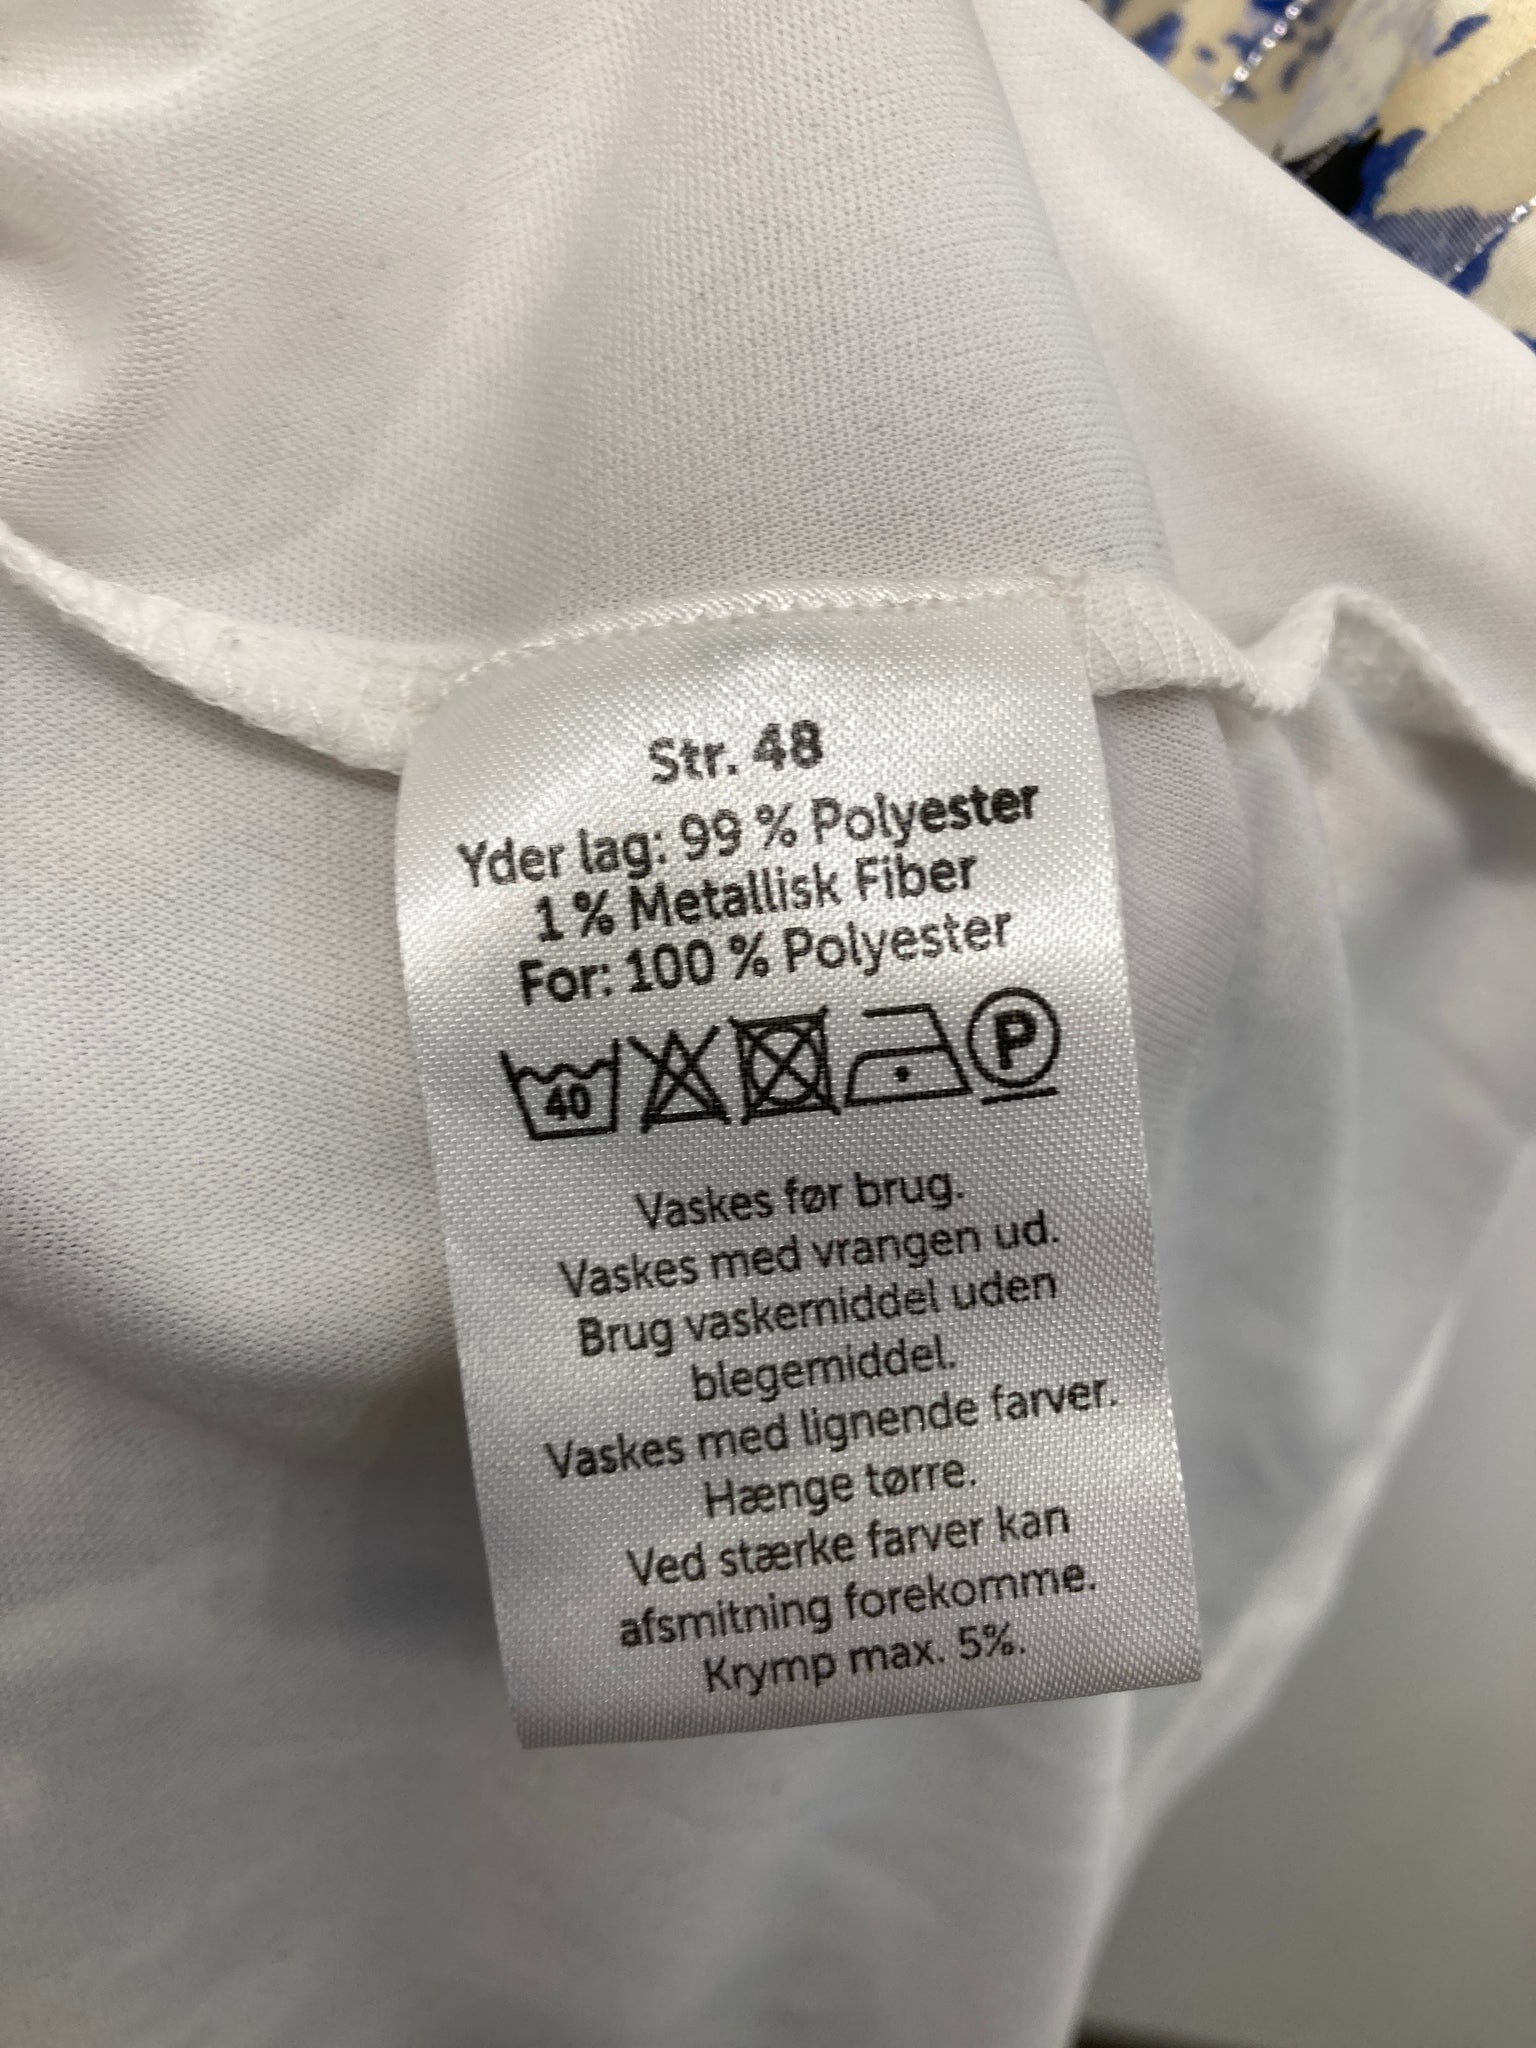 Str. 48
Yder lag: 99 % Polyester
1 % Metallisk Fiber
For: 100 % Polyester
40 P
Vaskes før brug.
Vaskes med vrangen ud.
Brug vaskemiddel uden
blegemiddel.
Vaskes med lignende farver.
Hænge tørre.
Ved stærke farver kan
afsmitning forekomme.
Krymp max. 5%.